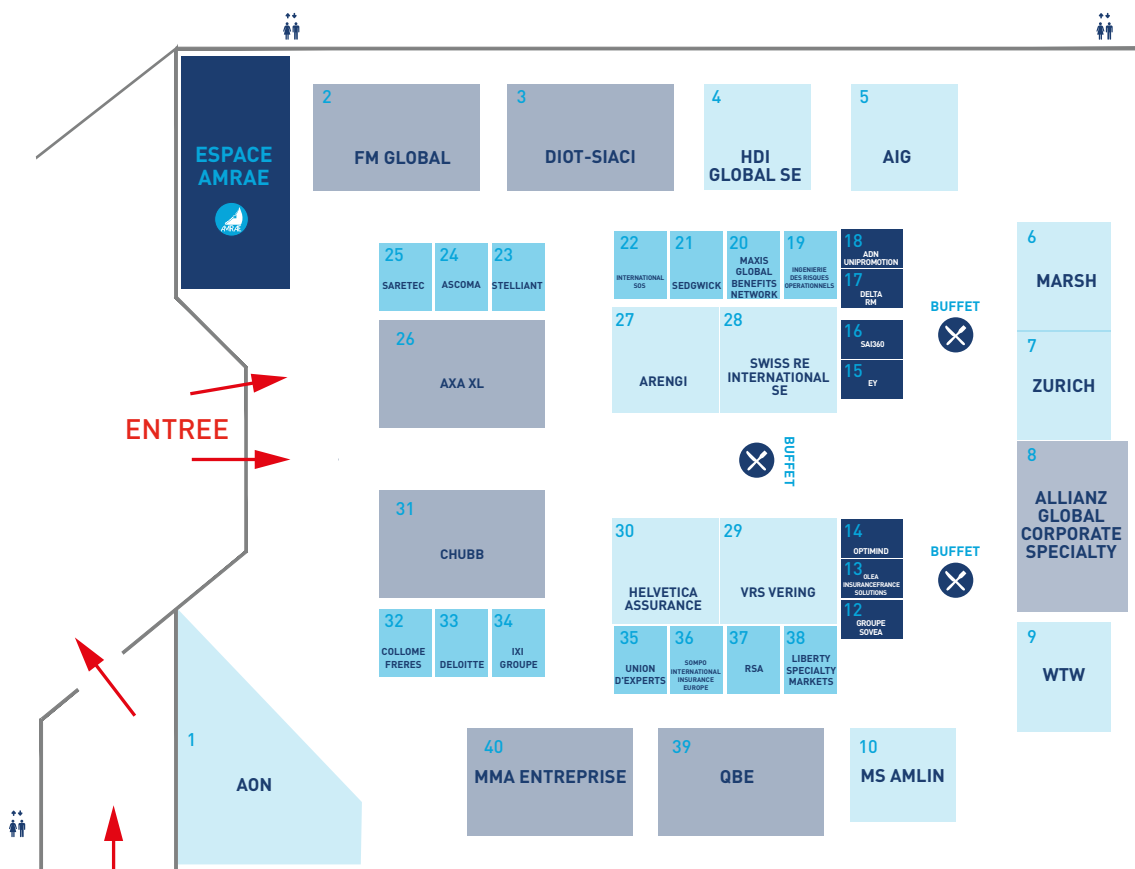 ESPACE
AMRAE
AMRAE
2
FM GLOBAL
3
DIOT-SIACI
4
HDI
GLOBAL SE
5
AIG
25
SARETEC
24
ASCOMA
23
STELLIANT
22
INTERNATIONAL
SOS
21
SEDGWICK
20
MAXIS
GLOBAL
BENEFITS
NETWORK
19
INGENIERIE
DES RISQUES
OPERATIONNELS
18
ADN
UNIPROMOTION
17
DELTA
RM
6
MARSH
BUFFET
26
AXA XL
27
ARENGI
28
SWISS RE
INTERNATIONAL
SE
16
SAI360
15
EY
7
ZURICH
ENTREE
BUFFET
8
ALLIANZ
GLOBAL
CORPORATE
SPECIALTY
31
CHUBB
30
HELVETICA
ASSURANCE
29
VRS VERING
14
OPTIMIND
13
OLEA
INSURANCEFRANCE
SOLUTIONS
12
GROUPE
SOVEA
BUFFET
32
COLLOME
FRERES
33
DELOITTE
34
IXI
GROUPE
35
UNION
D'EXPERTS
36
SOMPO
INTERNATIONAL
INSURANCE
EUROPE
37
RSA
38
LIBERTY
SPECIALTY
MARKETS
9
WTW
1
AON
40
MMA ENTREPRISE
39
QBE
10
MS AMLIN